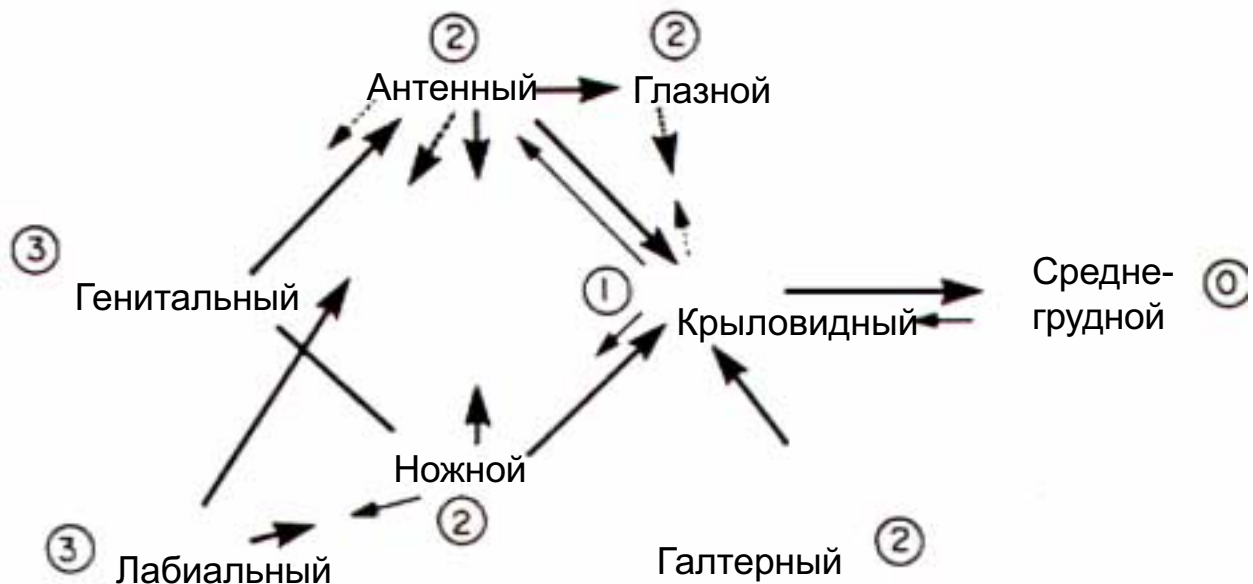 ② ②
Антенный Глазной
③
Генитальный
①
Крыловидный
Средне-
грудной
⓪
Ножной
②
③ Лабиальный
Галтерный ②